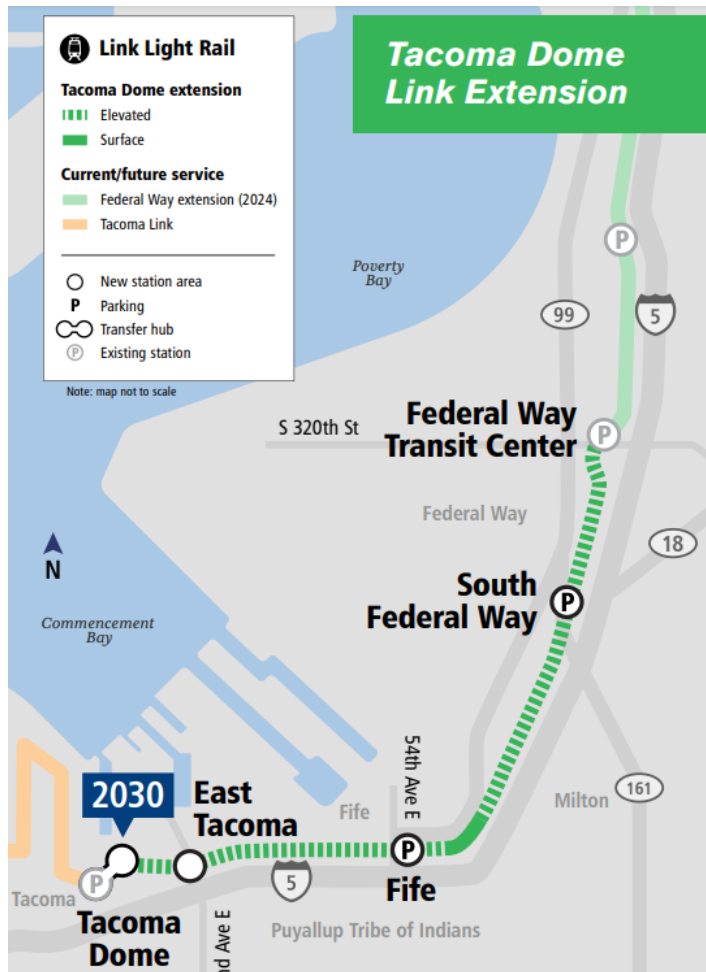 Link Light Rail
Tacoma Dome extension
Elevated
Surface
Current/future service
Federal Way extension (2024)
Tacoma Link
New station area
P Parking
Transfer hub
P Existing station
Note: map not to scale
Tacoma Dome
Link Extension
P
Poverty
Bay
99
5
S 320th St
Federal Way
Transit Center
P
Federal Way
18
N
South
Federal Way
P
Commencement
Bay
54th Ave E
2030
East
Tacoma
Fife
Milton
161
P
Fife
P
Tacoma
5
Tacoma
Dome
Puyallup Tribe of Indians
Ave E